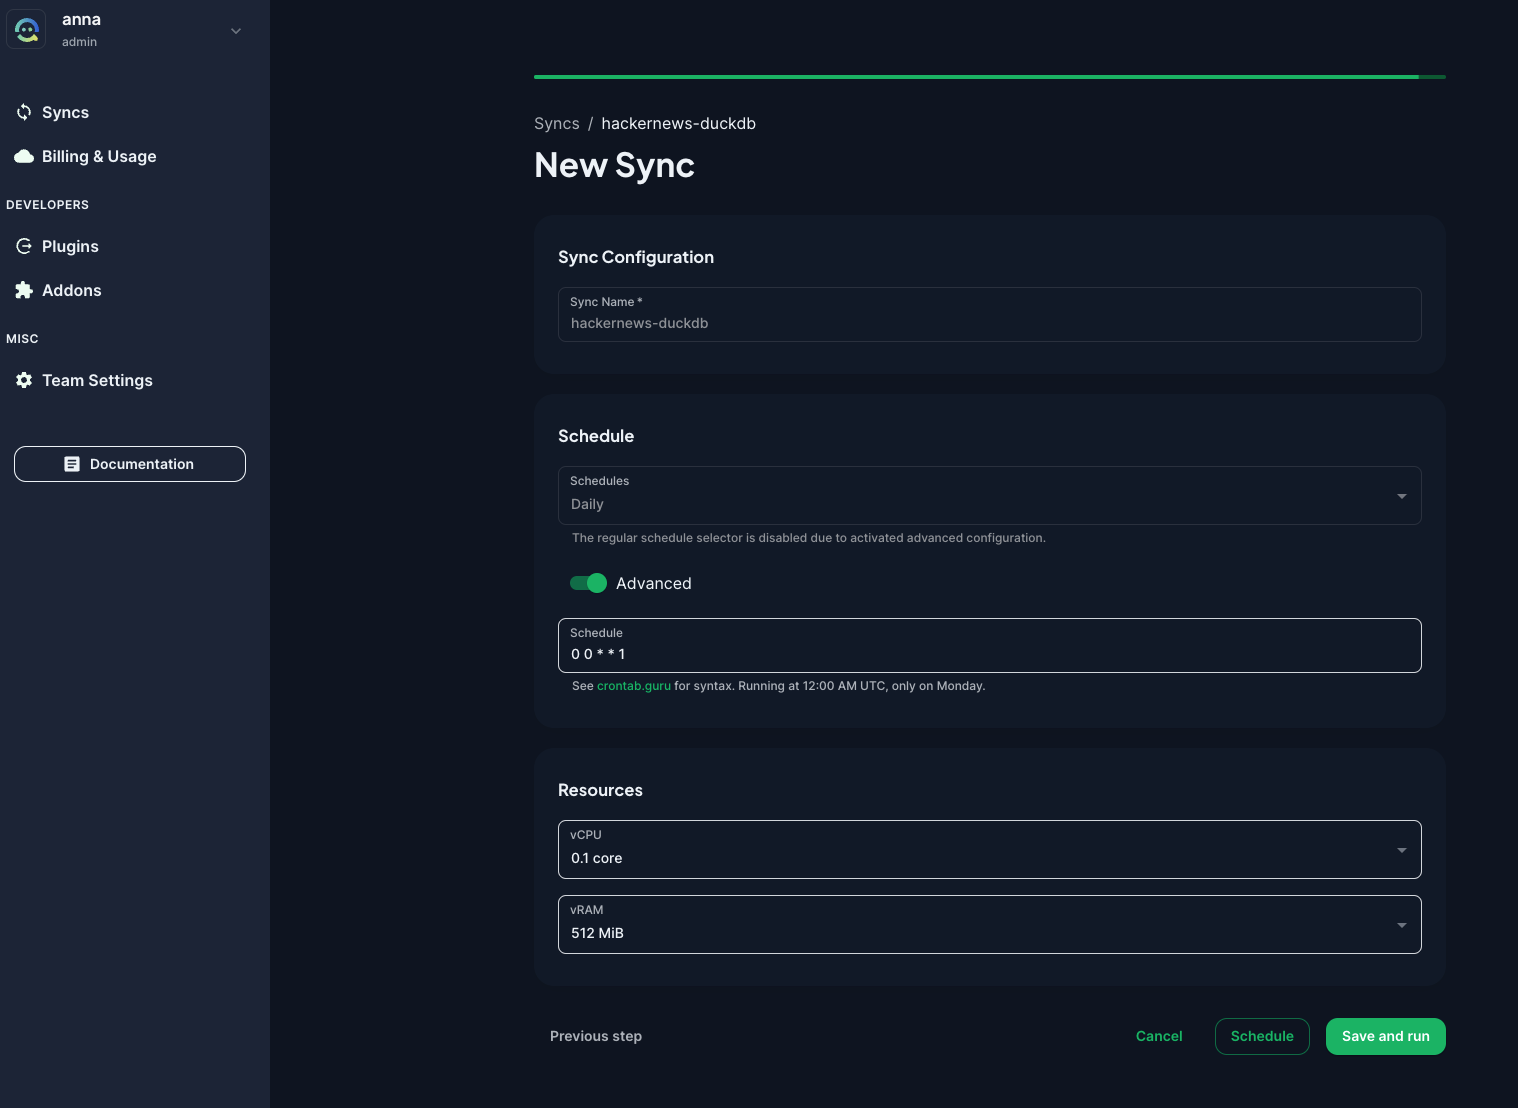 anna
admin
Syncs
Billing & Usage
DEVELOPERS
Plugins
Addons
MISC
Team Settings
Documentation
Syncs / hackernews-duckdb
New Sync
Sync Configuration
Sync Name *
hackernews-duckdb
Schedule
Schedules
Daily
The regular schedule selector is disabled due to activated advanced configuration.
Advanced
Schedule
0 0 * * 1
See crontab.guru for syntax. Running at 12:00 AM UTC, only on Monday.
Resources
vCPU
0.1 core
vRAM
512 MiB
Previous step
Cancel
Schedule
Save and run